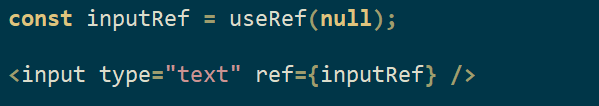 const inputRef = useRef(null);
<input type="text" ref={inputRef} />